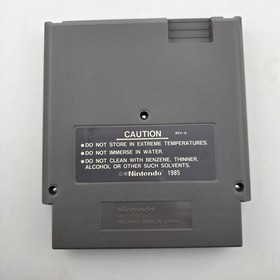 CAUTION
REV-A
● DO NOT STORE IN EXTREME TEMPERATURES.
● DO NOT IMMERSE IN WATER.
● DO NOT CLEAN WITH BENZENE, THINNER,
ALCOHOL OR OTHER SUCH SOLVENTS.
©®Nintendo 1985
Nintendo